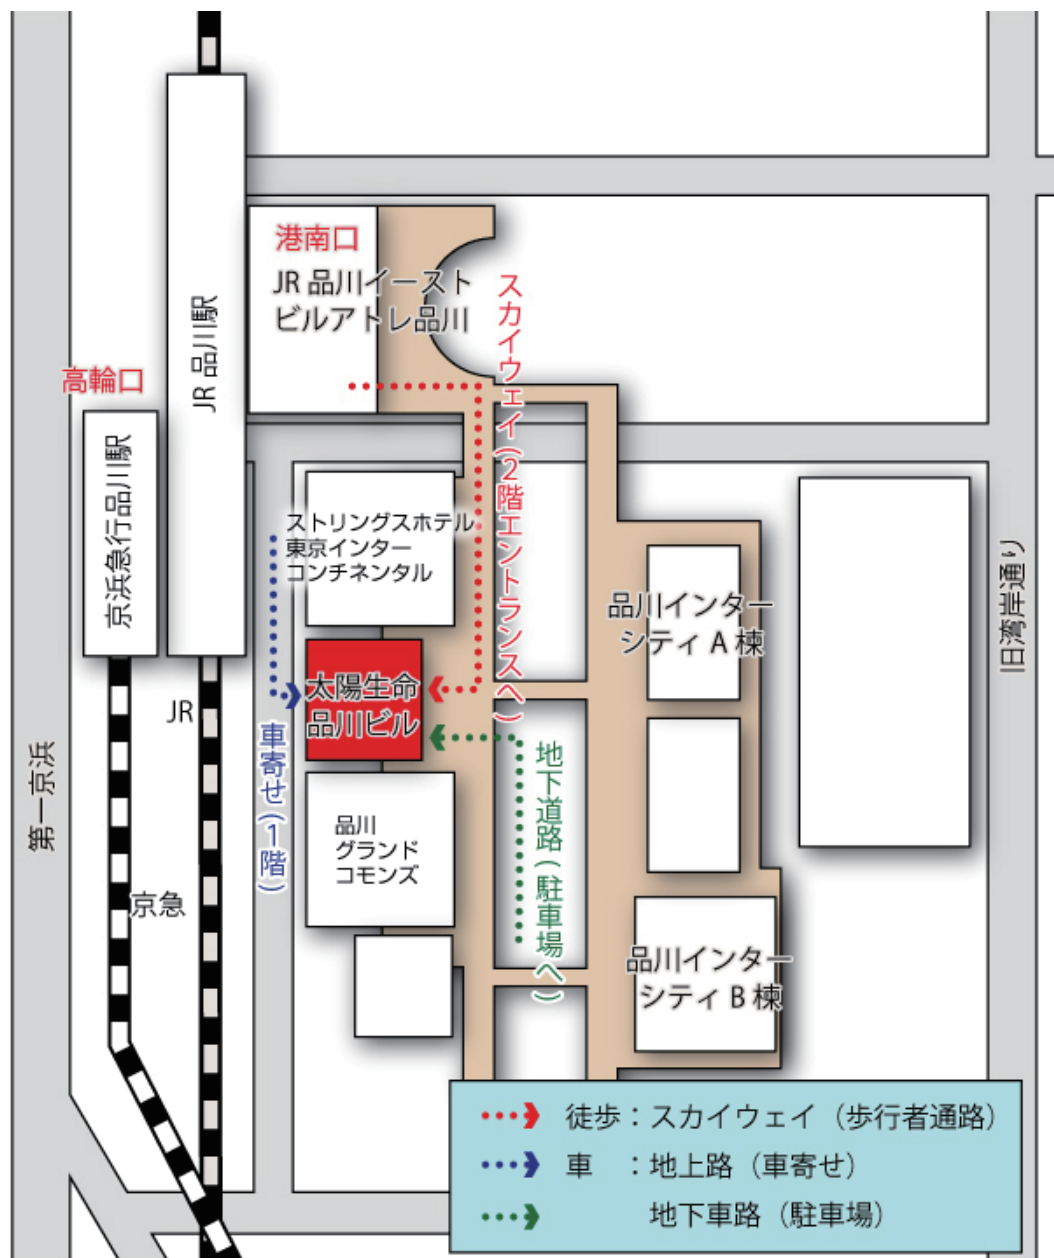 港南口
JR 品川イースト
ビルアトレ品川
スカイウェイ(2階エントランスへ)
JR 品川駅
高輪口
京浜急行品川駅
ストリングスホテル
東京インター
コンチネンタル
品川インター
シティ A 棟
旧湾岸通り
太陽生命
品川ビル
JR
車寄せ(1階)
地下道路(駐車場へ)
第一京浜
品川
グランド
コモンズ
京急
品川インター
シティ B 棟
徒歩：スカイウェイ（歩行者通路）
車　：地上路（車寄せ）
地下車路（駐車場）